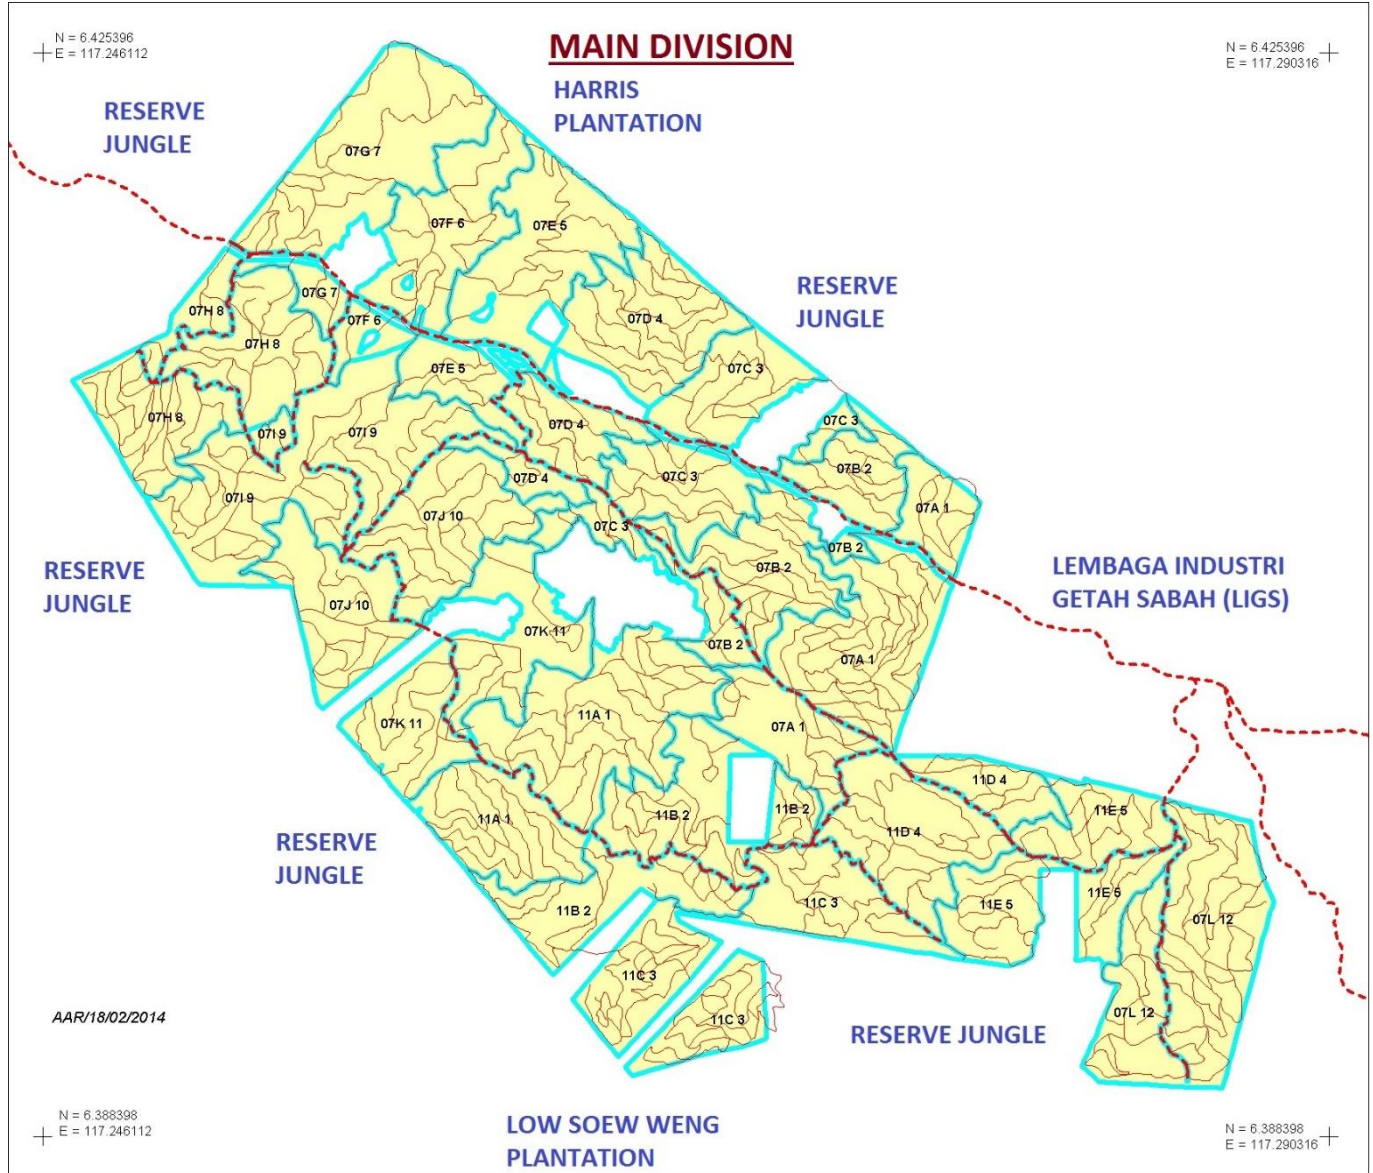 N = 6.425396
E = 117.246112
MAIN DIVISION
N = 6.425396
E = 117.290316
HARRIS
PLANTATION
RESERVE
JUNGLE
07G 7
07F 6
07E 5
RESERVE
JUNGLE
07G 7
07H 8
07F 6
07D 4
07H 8
07E 5
07C 3
07H 8
07I 9
07I 9
07D 4
07C 3
07B 2
07I 9
07D 4
07C 3
07A 1
07J 10
07C 3
07B 2
07B 2
RESERVE
JUNGLE
LEMBAGA INDUSTRI
GETAH SABAH (LIGS)
07J 10
07K 11
07B 2
07A 1
07K 11
11A 1
07A 1
11D 4
11A 1
11B 2
11B 2
11D 4
11E 5
RESERVE
JUNGLE
11B 2
11C 3
11E 5
11E 5
07L 12
11C 3
11C 3
07L 12
AAR/18/02/2014
RESERVE JUNGLE
N = 6.388398
E = 117.246112
LOW SOEW WENG
PLANTATION
N = 6.388398
E = 117.290316